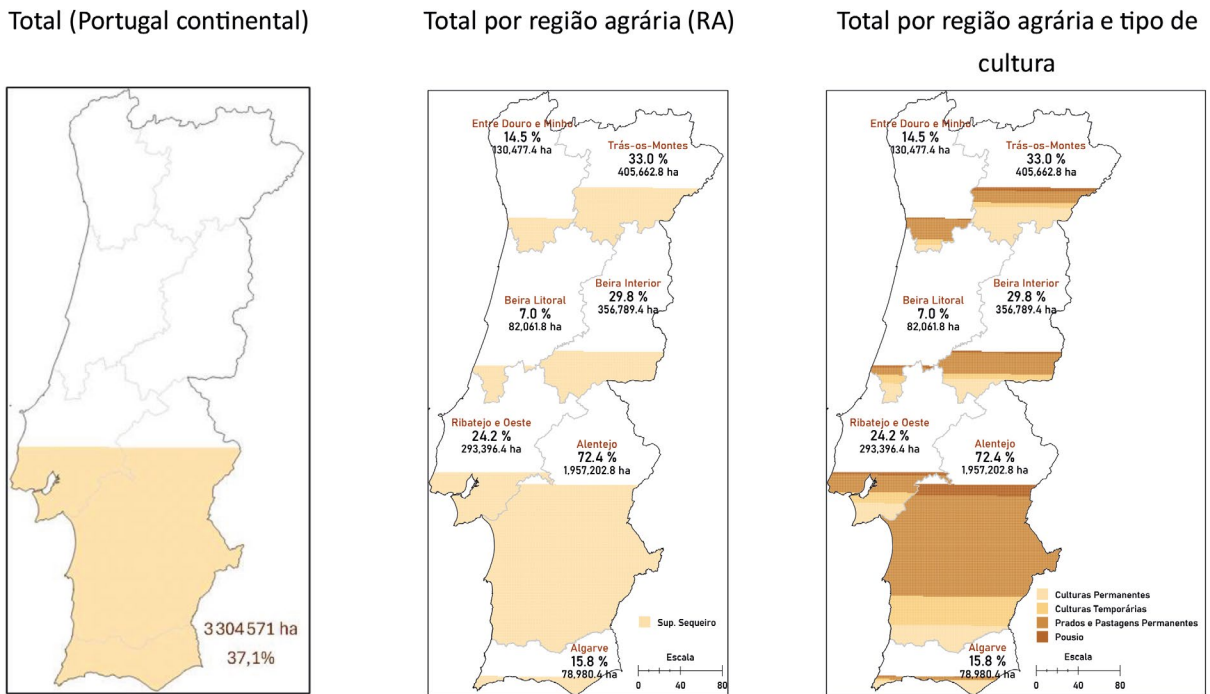 Total (Portugal continental)
3 304 571 ha
37,1%
Total por região agrária (RA)
Entre Douro e Minho
14.5 %
130,477.4 ha
Trás-os-Montes
33.0 %
405,662.8 ha
Beira Interior
29.8 %
356,789.4 ha
Beira Litoral
7.0 %
82,061.8 ha
Ribatejo e Oeste
24.2 %
293,396.4 ha
Alentejo
72.4 %
1,957,202.8 ha
Sup. Sequeiro
Algarve
15.8 %
78,980.4 ha
Escala
0 40 80
Total por região agrária e tipo de
cultura
Entre Douro e Minho
14.5 %
130,477.4 ha
Trás-os-Montes
33.0 %
405,662.8 ha
Beira Interior
29.8 %
356,789.4 ha
Beira Litoral
7.0 %
82,061.8 ha
Ribatejo e Oeste
24.2 %
293,396.4 ha
Alentejo
72.4 %
1,957,202.8 ha
Culturas Permanentes
Culturas Temporárias
Prados e Pastagens Permanentes
Pousio
Algarve
15.8 %
78,980.4 ha
Escala
0 40 80